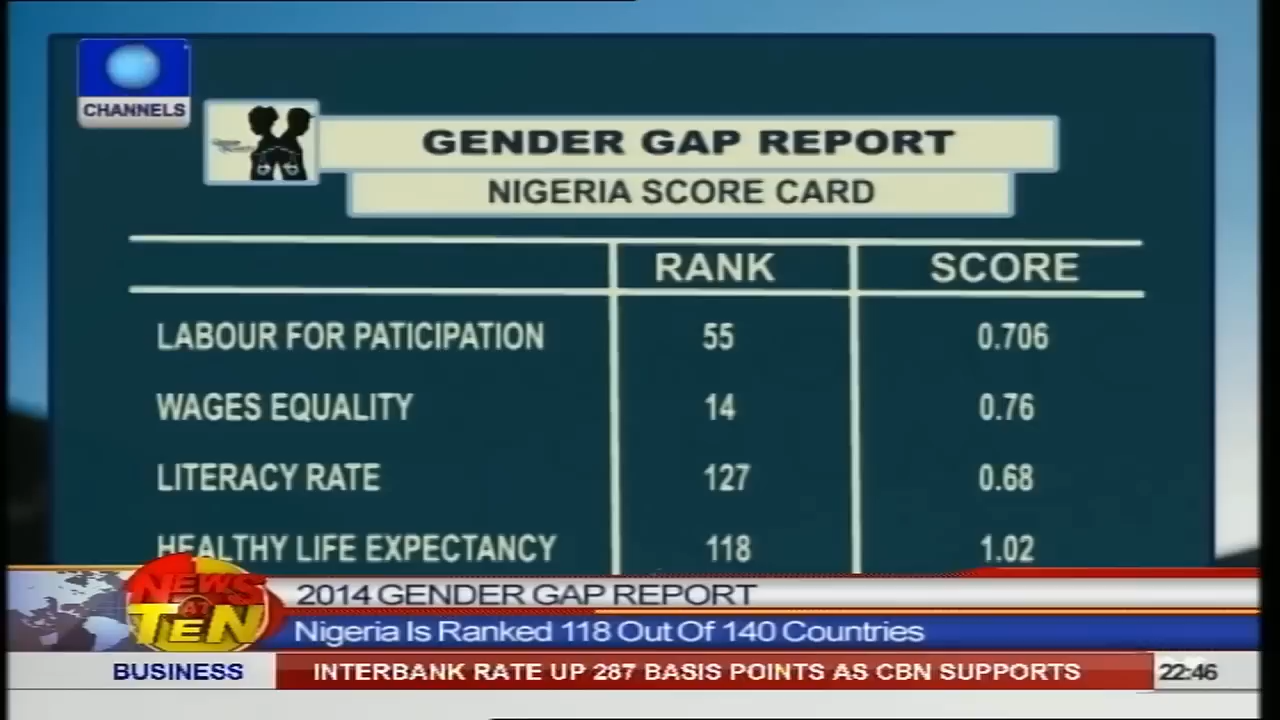 CHANNELS
GENDER GAP REPORT
NIGERIA SCORE CARD
RANK SCORE
LABOUR FOR PATICIPATION 55 0.706
WAGES EQUALITY 14 0.76
LITERACY RATE 127 0.68
HEALTHY LIFE EXPECTANCY 118 1.02
NEWS AT TEN
2014 GENDER GAP REPORT
Nigeria Is Ranked 118 Out Of 140 Countries
BUSINESS INTERBANK RATE UP 287 BASIS POINTS AS CBN SUPPORTS 22:46